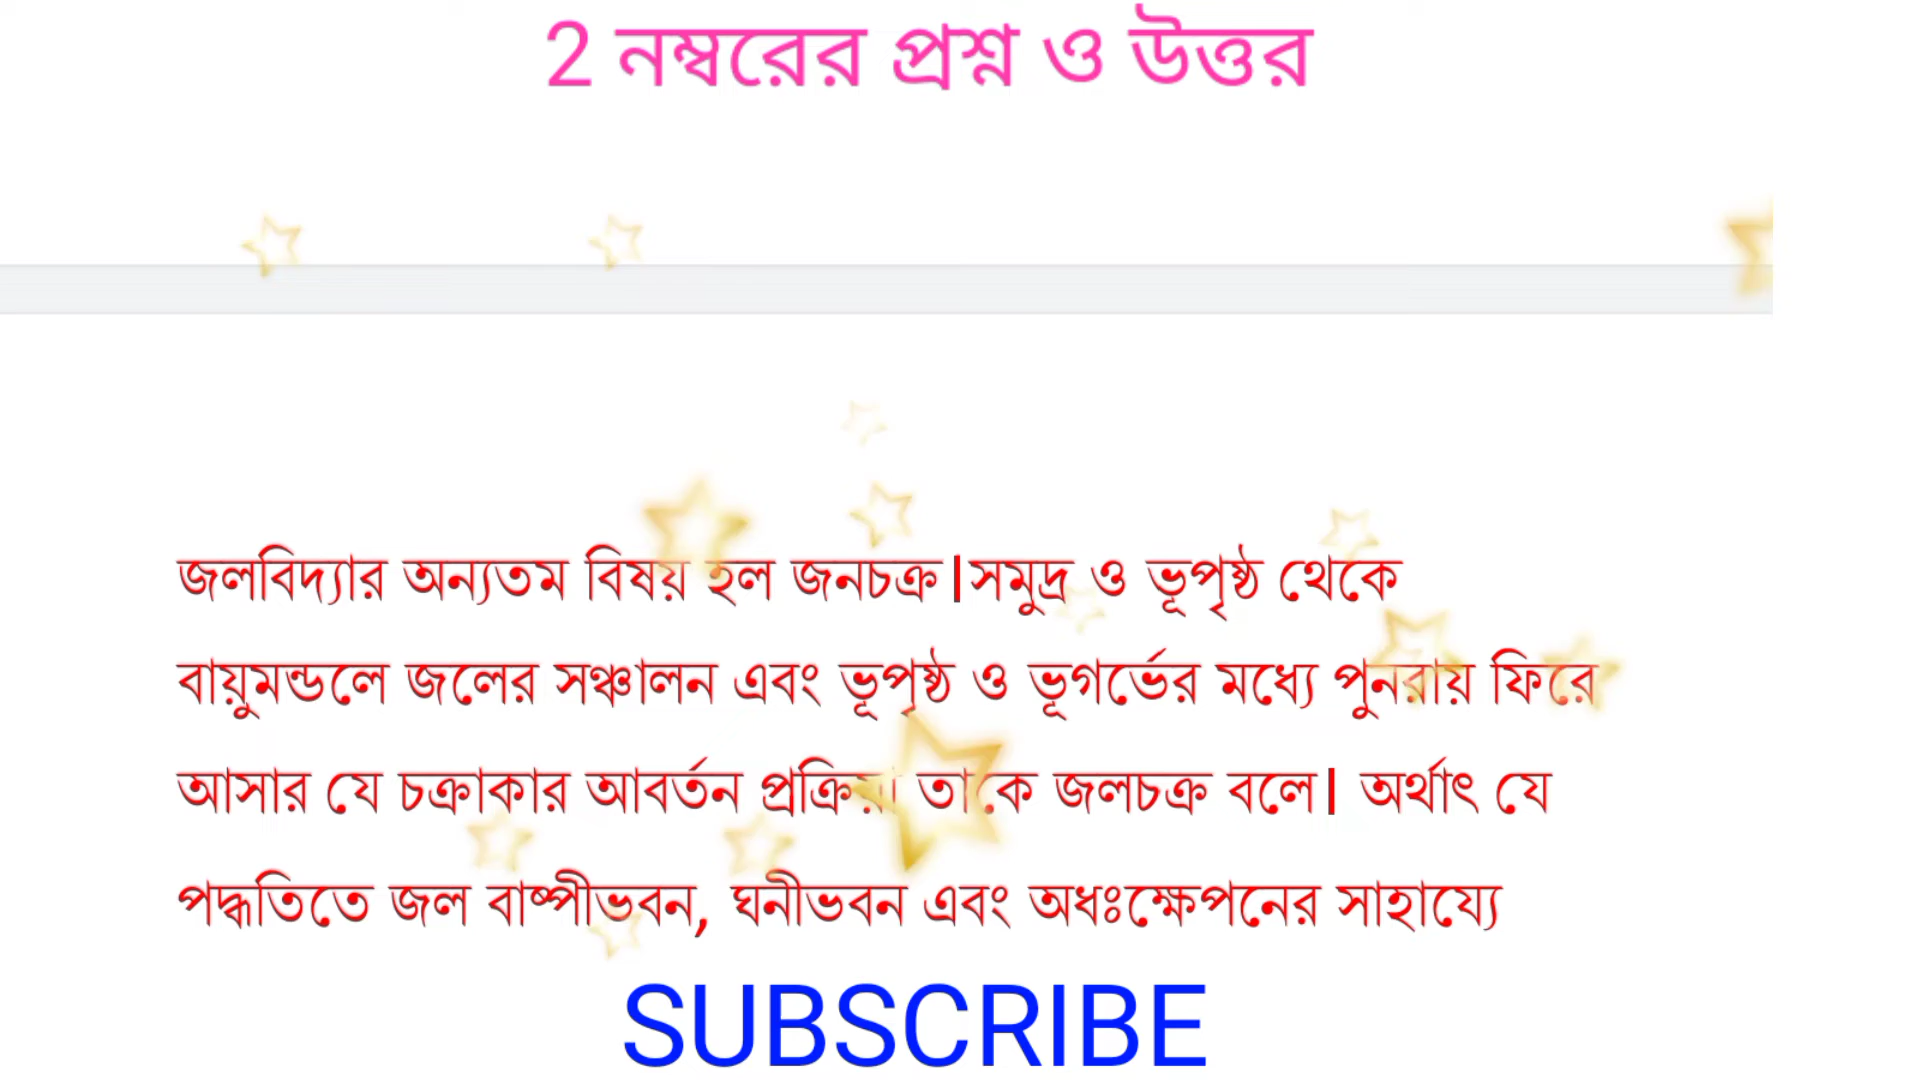 2 নম্বরের প্রশ্ন ও উত্তর
জলবিদ্যার অন্যতম বিষয় হল জনচক্র।সমুদ্র ও ভূপৃষ্ঠ থেকে
বায়ুমন্ডলে জলের সঞ্চালন এবং ভূপৃষ্ঠ ও ভূগর্ভের মধ্যে পুনরায় ফিরে
আসার যে চক্রাকার আবর্তন প্রক্রিয়া তাকে জলচক্র বলে। অর্থাৎ যে
পদ্ধতিতে জল বাষ্পীভবন, ঘনীভবন এবং অধঃক্ষেপনের সাহায্যে
SUBSCRIBE